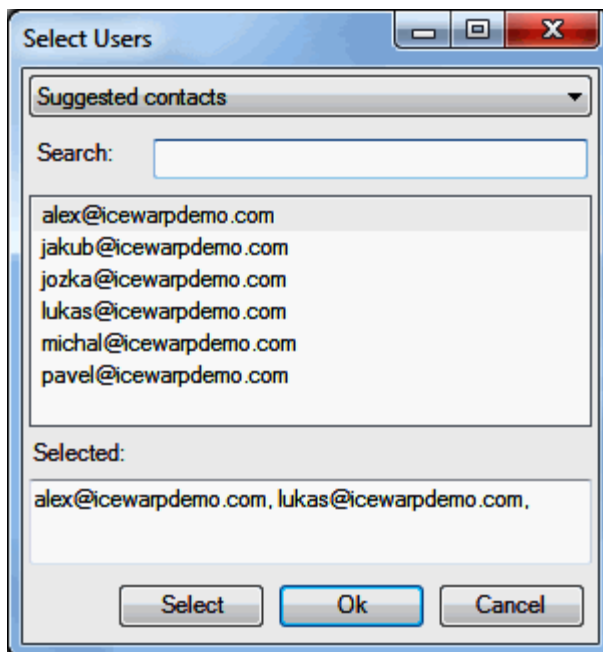 Select Users
Suggested contacts
Search:
alex@icewarpdemo.com
jakub@icewarpdemo.com
jozka@icewarpdemo.com
lukas@icewarpdemo.com
michal@icewarpdemo.com
pavel@icewarpdemo.com
Selected:
alex@icewarpdemo.com, lukas@icewarpdemo.com,
Select Ok Cancel